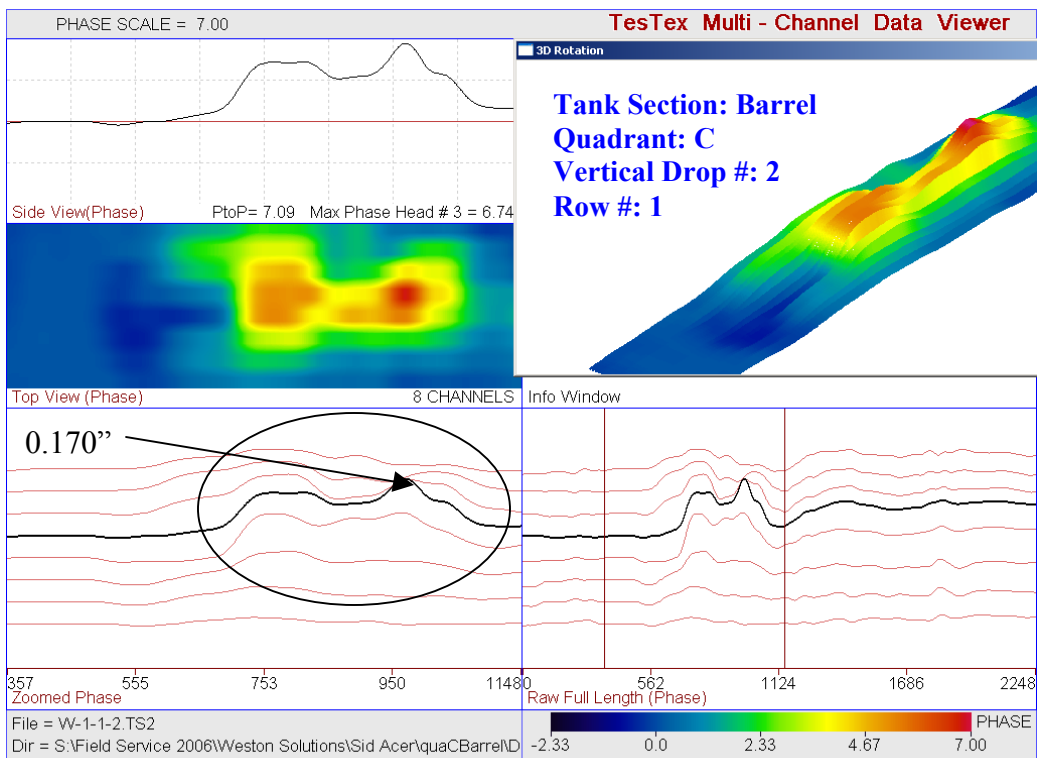 PHASE SCALE = 7.00
TesTex Multi - Channel Data Viewer
3D Rotation
Tank Section: Barrel
Quadrant: C
Vertical Drop #: 2
Row #: 1
Side View(Phase) PtoP= 7.09 Max Phase Head # 3 = 6.74
Top View (Phase) 8 CHANNELS
Info Window
0.170”
357 555 753 950 1148
Zoomed Phase
0 562 1124 1686 2248
Raw Full Length (Phase)
File = W-1-1-2.TS2
Dir = S:\Field Service 2006\Weston Solutions\Sid Acer\quaCBarrel\D
PHASE
-2.33 0.0 2.33 4.67 7.00